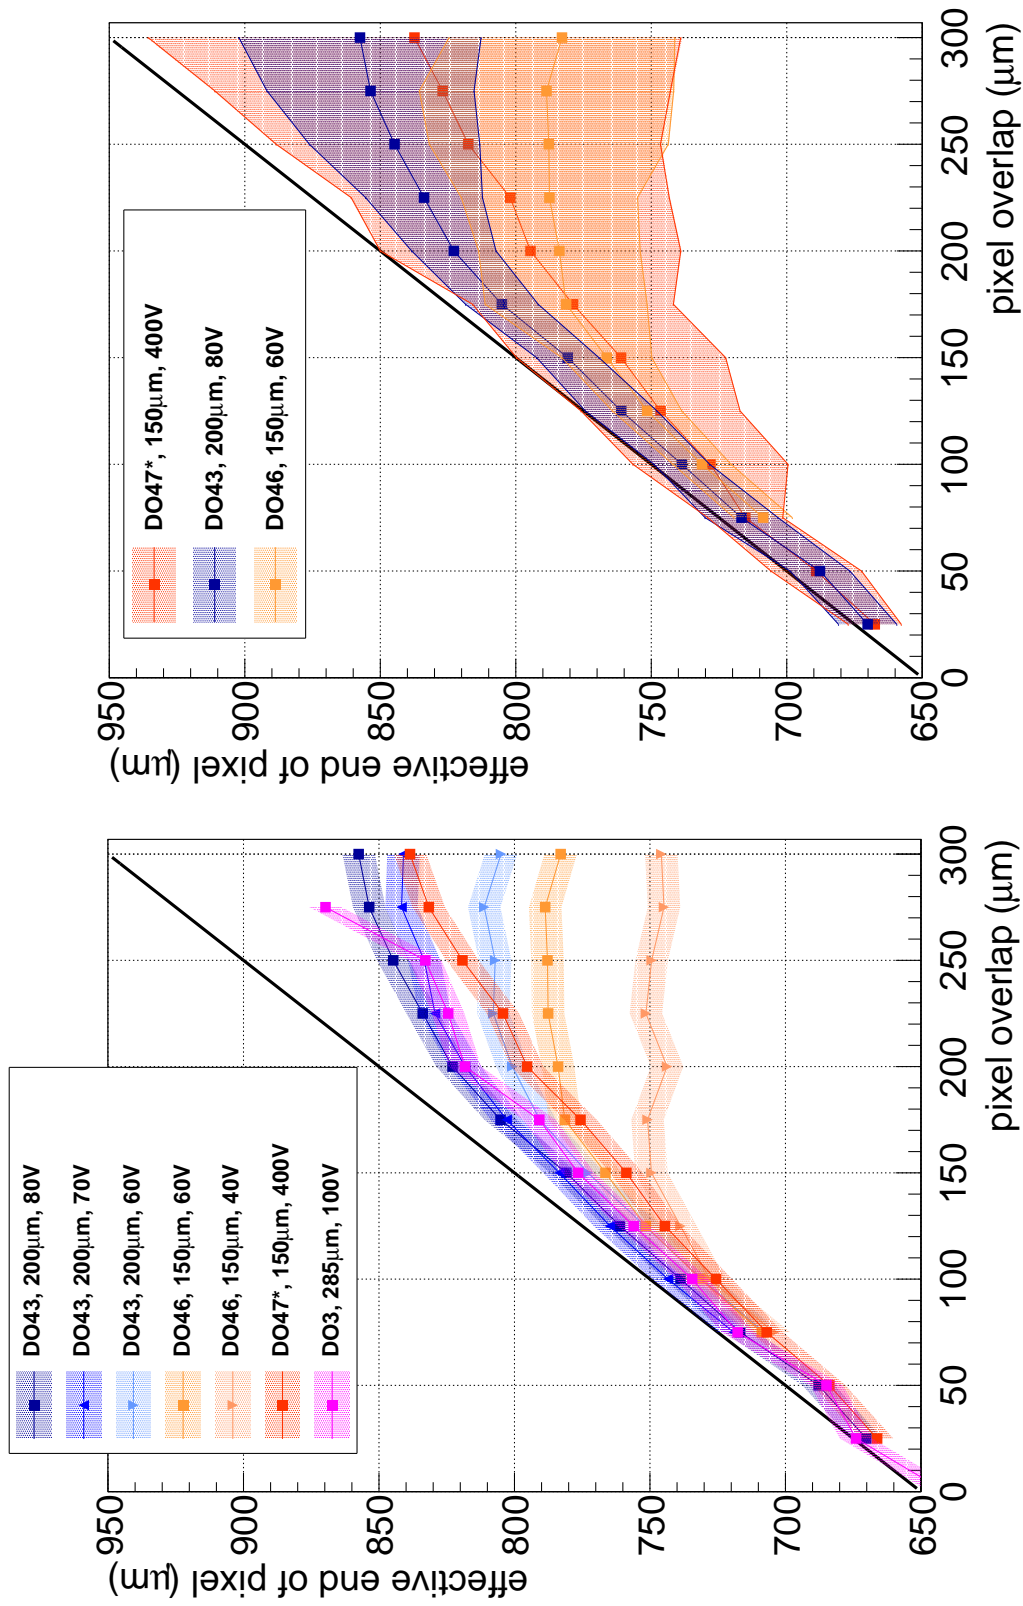 effective end of pixel (μm)
950
900
850
800
750
700
650
0
50
100
150
200
250
300
pixel overlap (μm)
DO43, 200μm, 80V
DO43, 200μm, 70V
DO43, 200μm, 60V
DO46, 150μm, 60V
DO46, 150μm, 40V
DO47*, 150μm, 400V
DO3, 285μm, 100V
effective end of pixel (μm)
950
900
850
800
750
700
650
0
50
100
150
200
250
300
pixel overlap (μm)
DO47*, 150μm, 400V
DO43, 200μm, 80V
DO46, 150μm, 60V